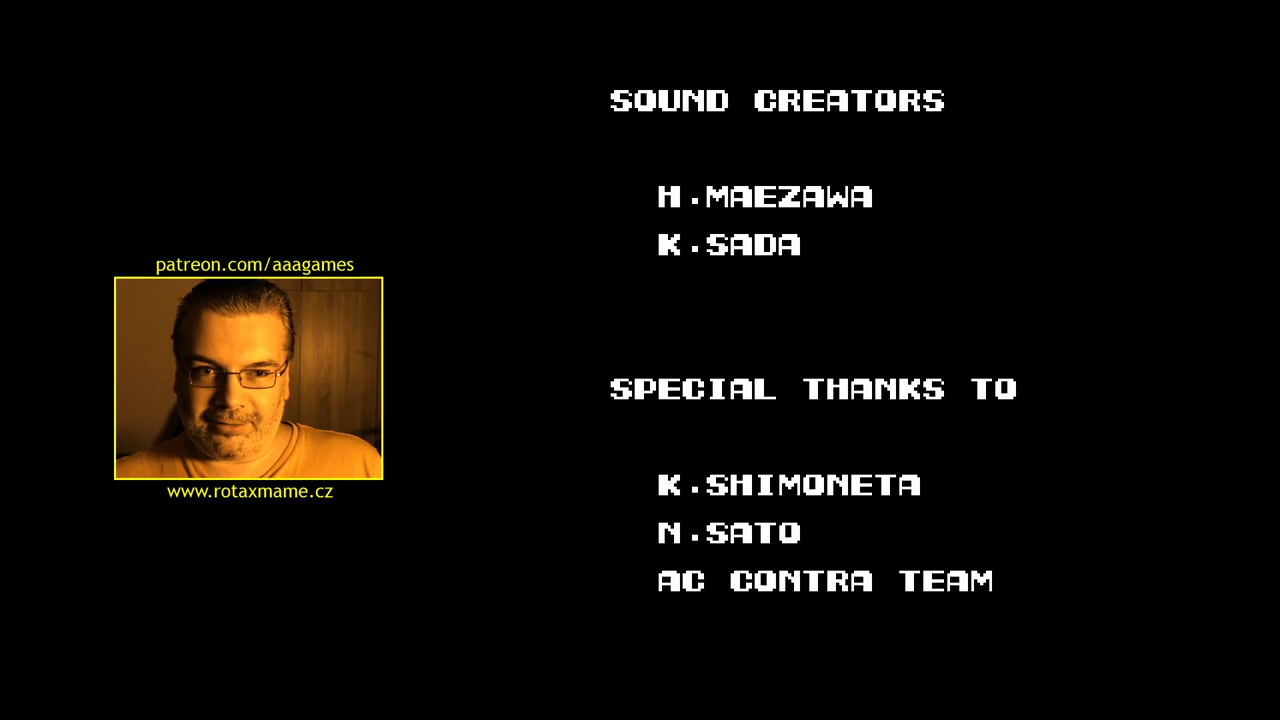 patreon.com/aaagames
www.rotaxmame.cz
SOUND CREATORS
H.MAEZAWA
K.SADA
SPECIAL THANKS TO
K.SHIMONETA
N.SATO
AC CONTRA TEAM